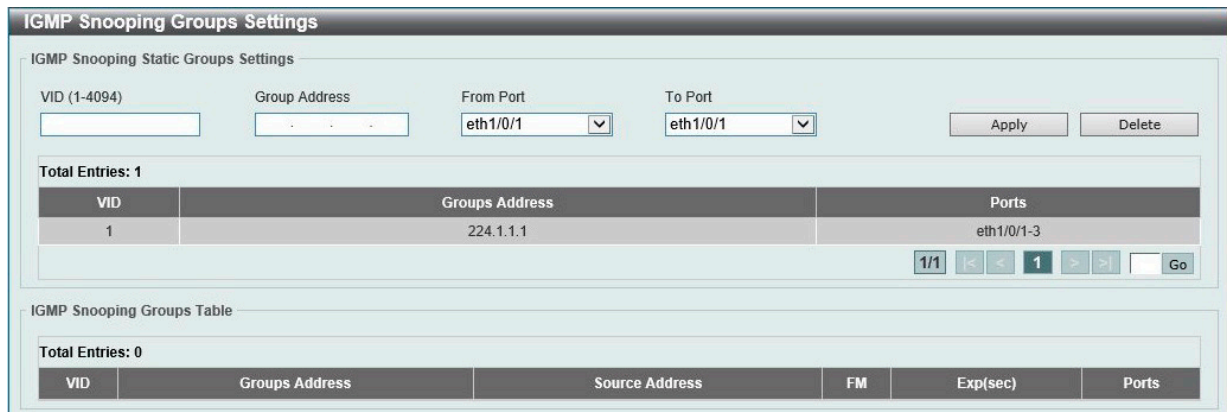 IGMP Snooping Groups Settings
IGMP Snooping Static Groups Settings
VID (1-4094) Group Address From Port To Port
. . . eth1/0/1 eth1/0/1 Apply Delete
Total Entries: 1
VID Groups Address Ports
1 224.1.1.1 eth1/0/1-3
1/1 |< < 1 > >| Go
IGMP Snooping Groups Table
Total Entries: 0
VID Groups Address Source Address FM Exp(sec) Ports